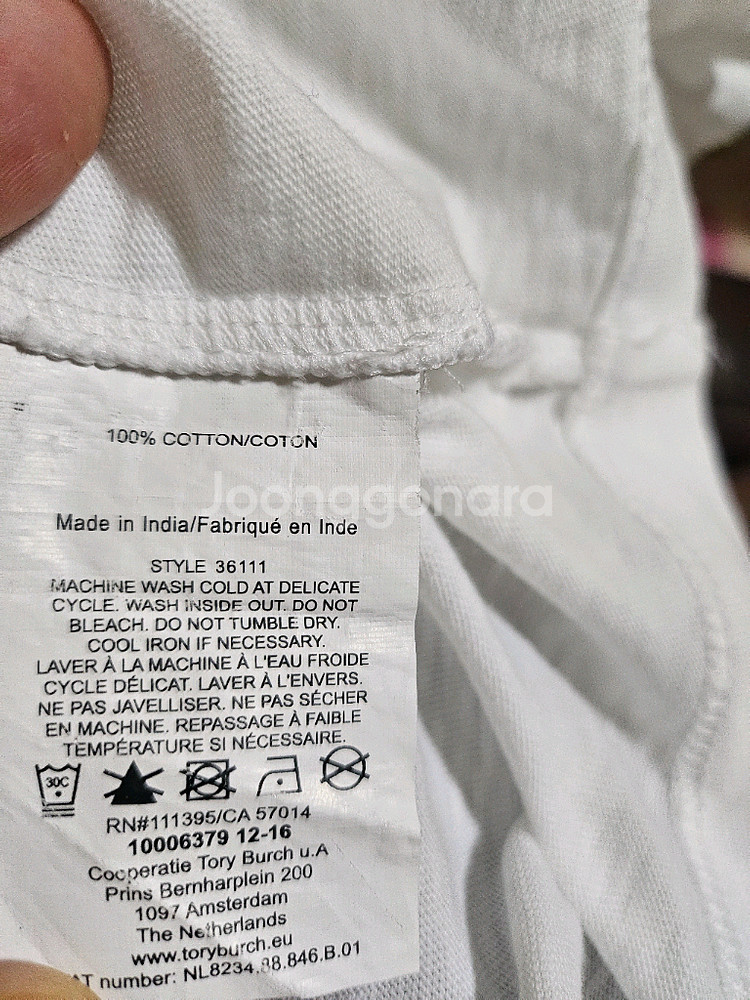 100% COTTON/COTON
Joonggonara
Made in India/Fabriqué en Inde
STYLE 36111
MACHINE WASH COLD AT DELICATE
CYCLE. WASH INSIDE OUT. DO NOT
BLEACH. DO NOT TUMBLE DRY.
COOL IRON IF NECESSARY.
LAVER À LA MACHINE À L'EAU FROIDE
CYCLE DÉLICAT. LAVER À L'ENVERS.
NE PAS JAVELLISER. NE PAS SÉCHER
EN MACHINE. REPASSAGE À FAIBLE
TEMPÉRATURE SI NÉCESSAIRE.
30C
RN#111395/CA 57014
10006379 12-16
Cooperatie Tory Burch u.A
Prins Bernharplein 200
1097 Amsterdam
The Netherlands
www.toryburch.eu
number: NL8234.88.846.B.01